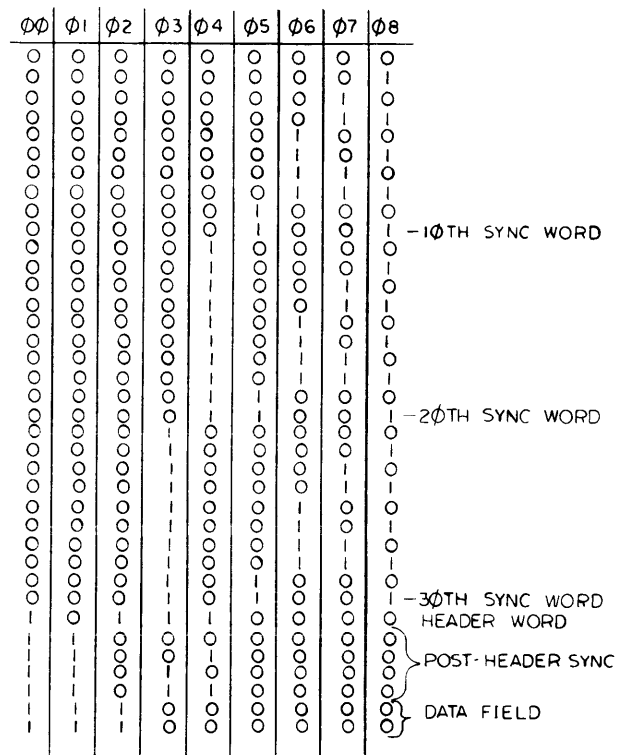 ØØ Ø1 Ø2 Ø3 Ø4 Ø5 Ø6 Ø7 Ø8
O O O O O O O O O
O O O O O O O O I
O O O O O O O I O
O O O O O O O I I
O O O O O O I O O
O O O O O O I O I
O O O O O O I I O
O O O O O O I I I
O O O O O I O O O
O O O O O I O O I -1ØTH SYNC WORD
O O O O I O O O O
O O O O I O O O I
O O O O I O O I O
O O O O I O O I I
O O O O I O I O O
O O O O I O I O I
O O O O I O I I O
O O O O I O I I I
O O O O I I O O O
O O O O I I O O I -2ØTH SYNC WORD
O O O I O O O O O
O O O I O O O O I
O O O I O O O I O
O O O I O O O I I
O O O I O O I O O
O O O I O O I O I
O O O I O O I I O
O O O I O O I I I
O O O I O I O O O
O O O I O I O O I -3ØTH SYNC WORD
I O I I I O O O O HEADER WORD
I I O O O O O O O
I I O O I O O O O POST-HEADER SYNC
I I O I O O O O O
I I O I I O O O O
I I I O O O O O O DATA FIELD
I I I O O O O O O